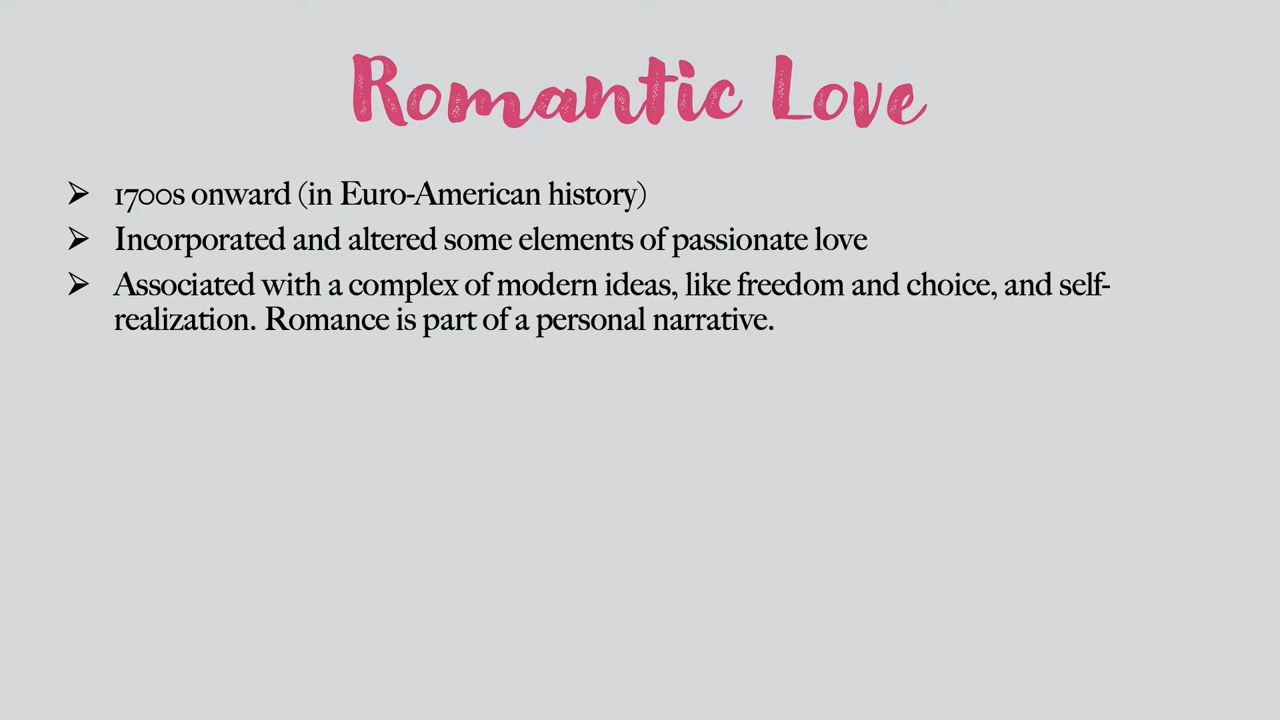 Romantic Love
➢ 1700s onward (in Euro-American history)
➢ Incorporated and altered some elements of passionate love
➢ Associated with a complex of modern ideas, like freedom and choice, and self-
realization. Romance is part of a personal narrative.